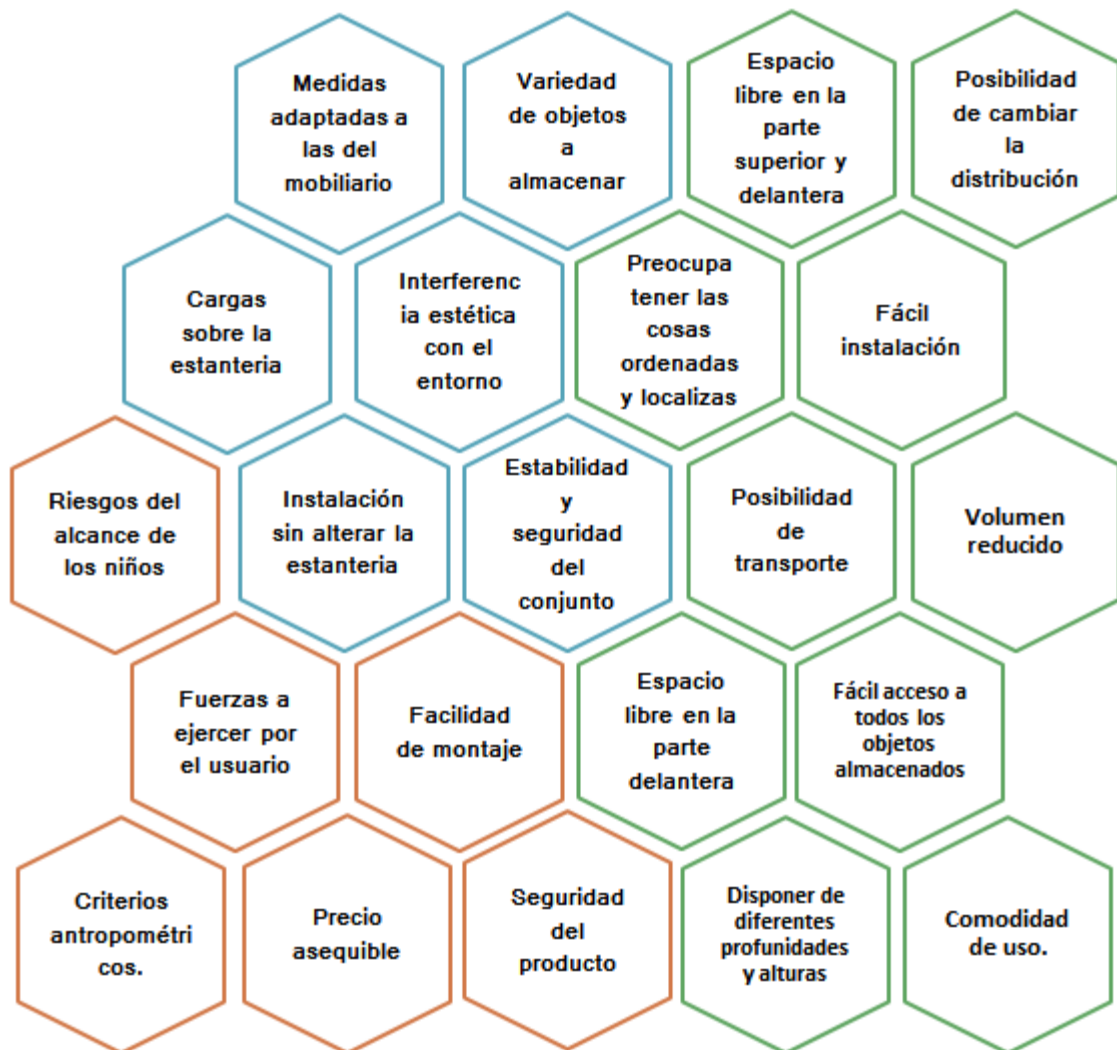 Medidas
adaptadas a
las del
mobiliario
Variedad
de objetos
a
almacenar
Espacio
libre en la
parte
superior y
delantera
Posibilidad
de cambiar
la
distribución
Cargas
sobre la
estanteria
Interferenc
ia estética
con el
entorno
Preocupa
tener las
cosas
ordenadas
y localizas
Fácil
instalación
Riesgos del
alcance de
los niños
Instalación
sin alterar la
estanteria
Estabilidad
y
seguridad
del
conjunto
Posibilidad
de
transporte
Volumen
reducido
Fuerzas a
ejercer por
el usuario
Facilidad
de montaje
Espacio
libre en la
parte
delantera
Fácil acceso a
todos los
objetos
almacenados
Criterios
antropométri
cos.
Precio
asequible
Seguridad
del
producto
Disponer de
diferentes
profundidades
y alturas
Comodidad
de uso.